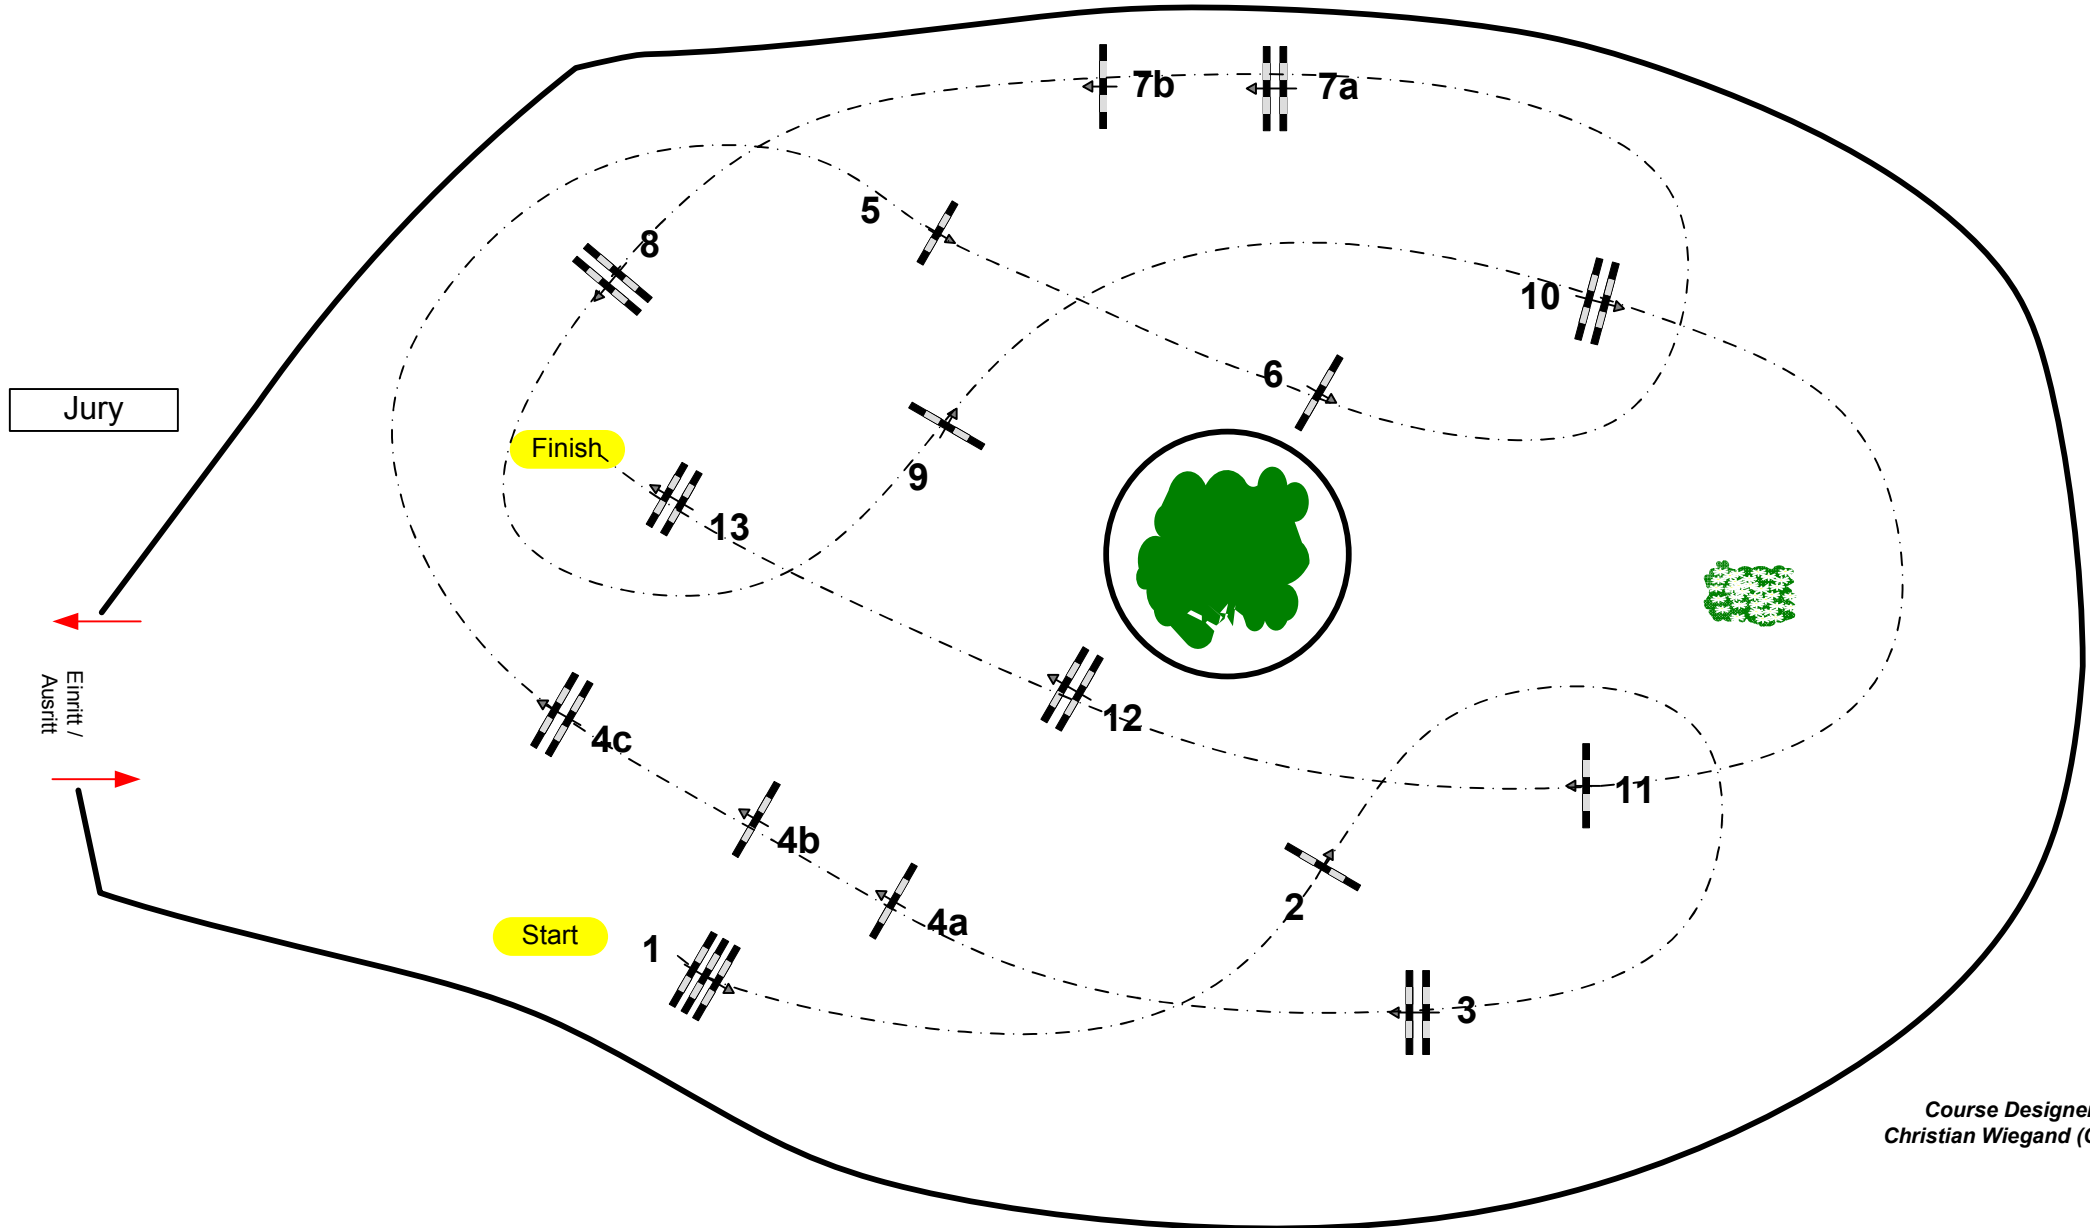 7b
7a
5
8
10
6
Jury
Finish
9
13
Einritt /
Ausritt
12
4c
11
4b
2
4a
Start
1
3
Course Designer
Christian Wiegand